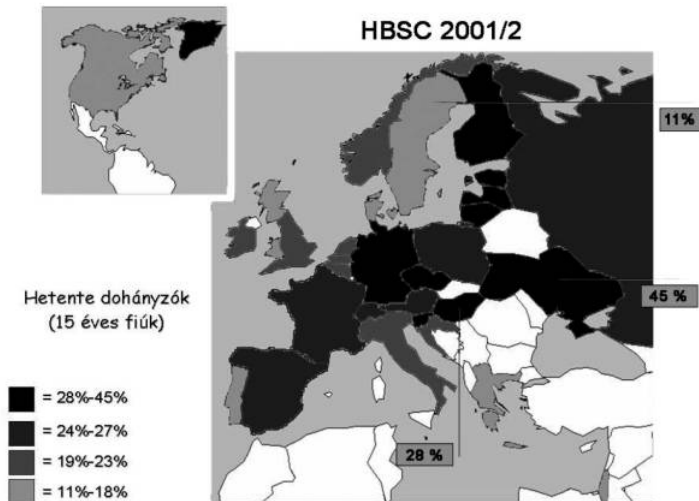 HBSC 2001/2
11%
45 %
Hetente dohányzók
(15 éves fiúk)
= 28%-45%
= 24%-27%
= 19%-23%
= 11%-18%
28 %